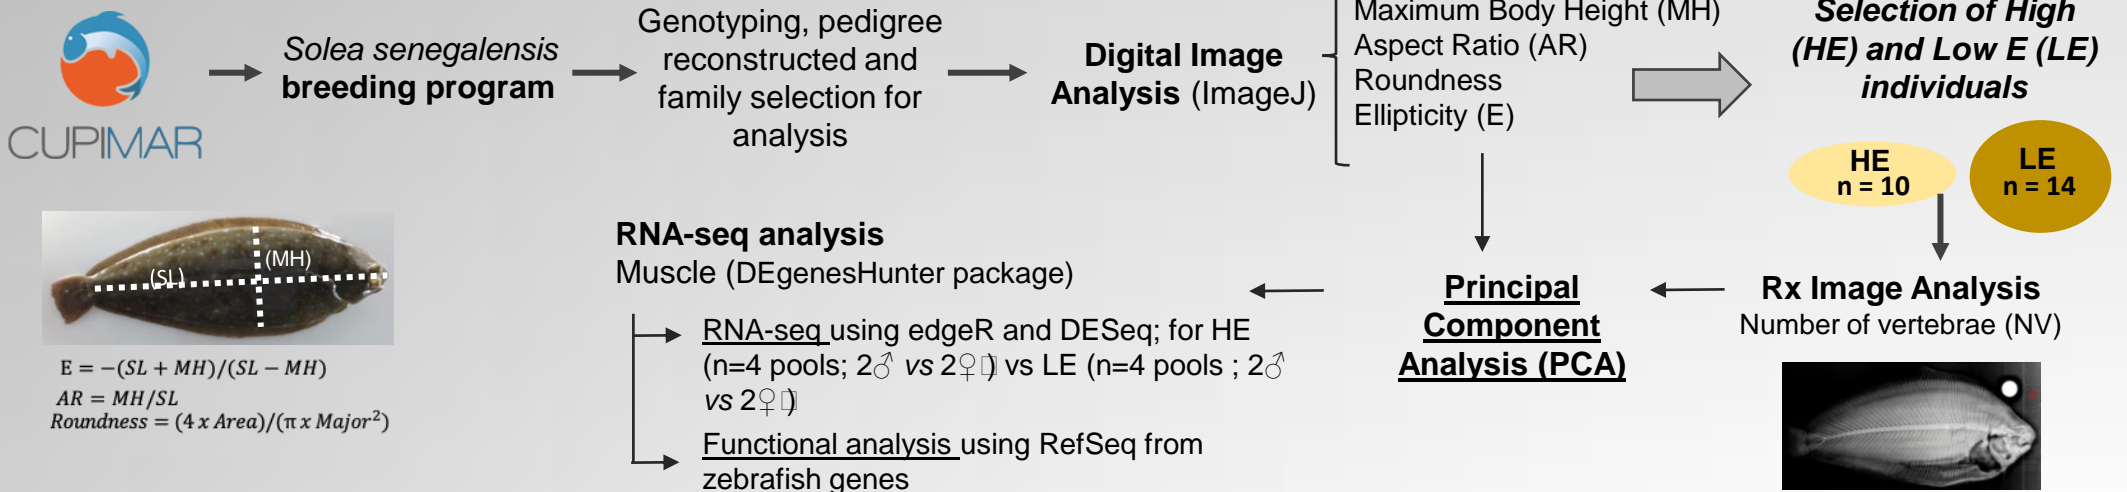 CUPIMAR
Solea senegalensis
breeding program
Genotyping, pedigree
reconstructed and
family selection for
analysis
Digital Image
Analysis (ImageJ)
Maximum Body Height (MH)
Aspect Ratio (AR)
Roundness
Ellipticity (E)
Selection of High
(HE) and Low E (LE)
individuals
HE
n = 10
LE
n = 14
(SL)
(MH)
E = −(SL + MH)/(SL − MH)
AR = MH/SL
Roundness = (4 x Area)/(π x Major²)
RNA-seq analysis
Muscle (DEgenesHunter package)
RNA-seq using edgeR and DESeq; for HE
(n=4 pools; 2♂ vs 2♀) vs LE (n=4 pools ; 2♂
vs 2♀)
Functional analysis using RefSeq from
zebrafish genes
Principal
Component
Analysis (PCA)
Rx Image Analysis
Number of vertebrae (NV)